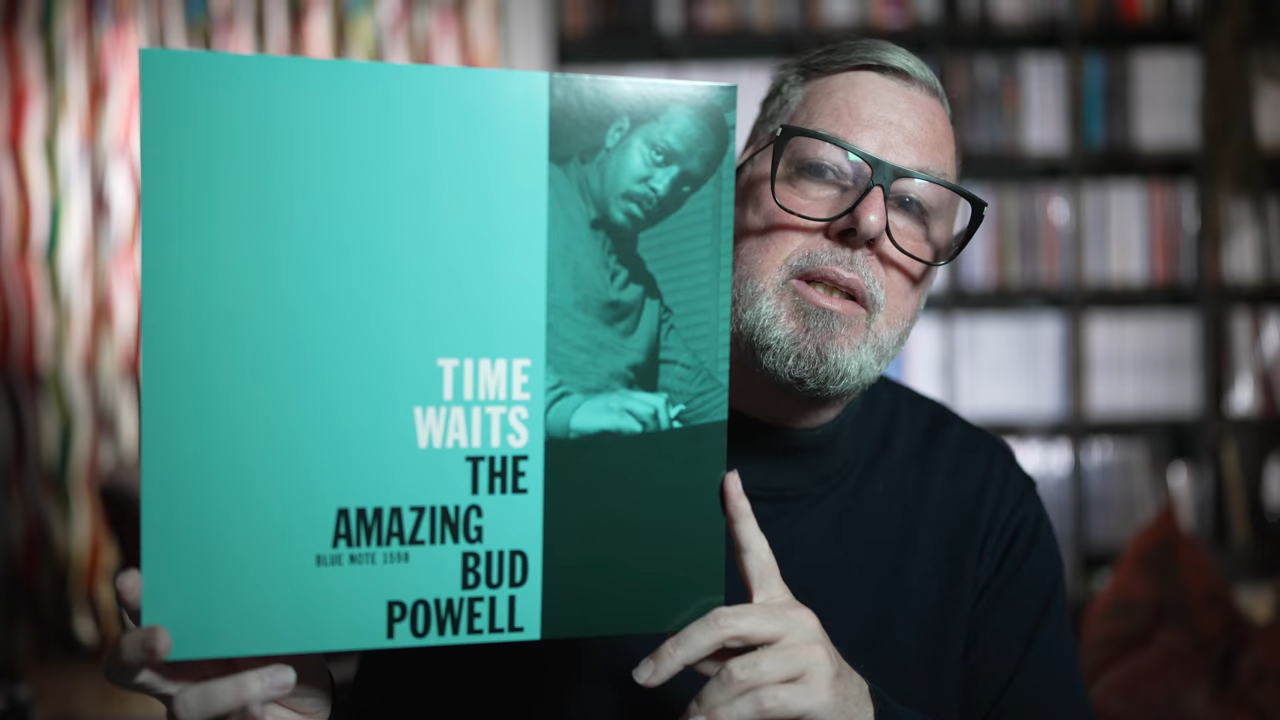 TIME
WAITS
THE
AMAZING
BLUE NOTE 1598
BUD
POWELL